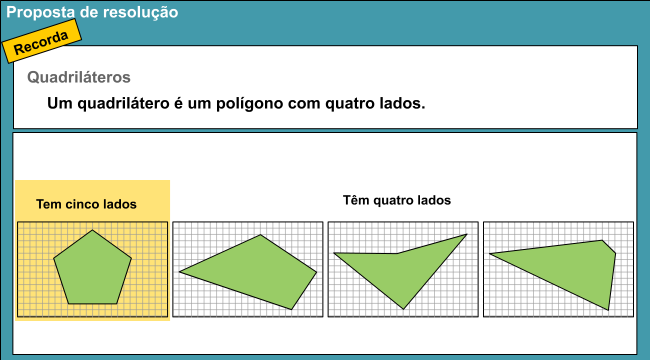 Proposta de resolução
Recorda
Quadriláteros
Um quadrilátero é um polígono com quatro lados.
Tem cinco lados
Têm quatro lados